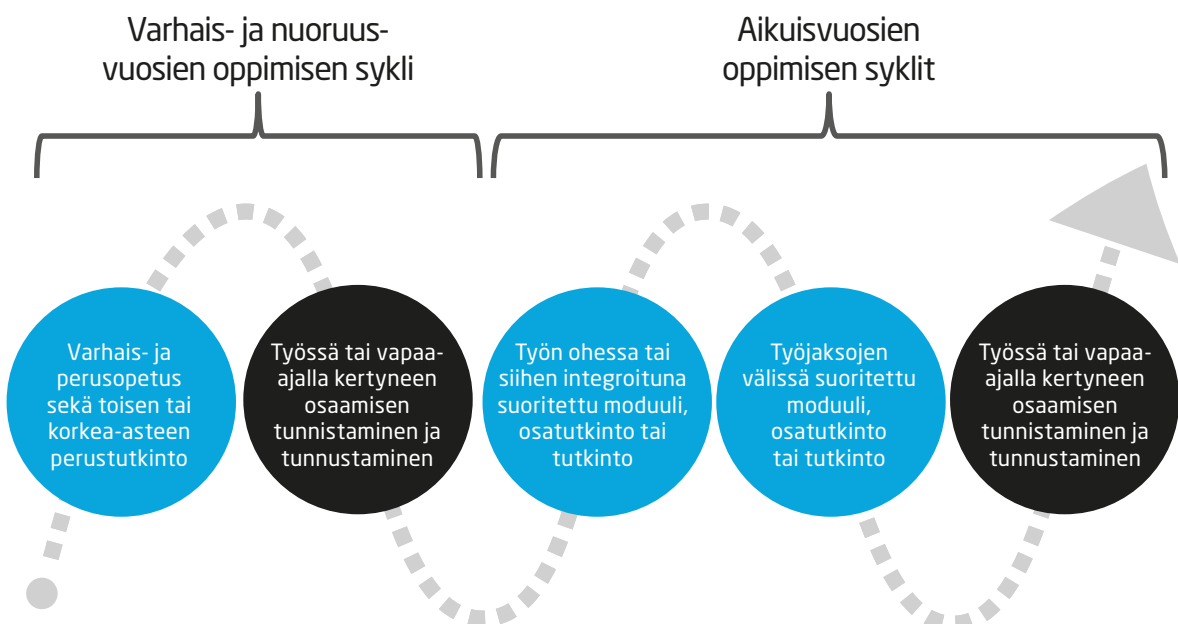 Varhais- ja nuoruus-
vuosien oppimisen sykli
Aikuisvuosien
oppimisen syklit
Varhais- ja
perusopetus
sekä toisen tai
korkea-asteen
perustutkinto
Työssä tai vapaa-
ajalla kertyneen
osaamisen
tunnistaminen ja
tunnustaminen
Työn ohessa tai
siihen integroituna
suoritettu moduuli,
osatutkinto tai
tutkinto
Työjaksojen
välissä suoritettu
moduuli,
osatutkinto
tai tutkinto
Työssä tai vapaa-
ajalla kertyneen
osaamisen
tunnistaminen ja
tunnustaminen